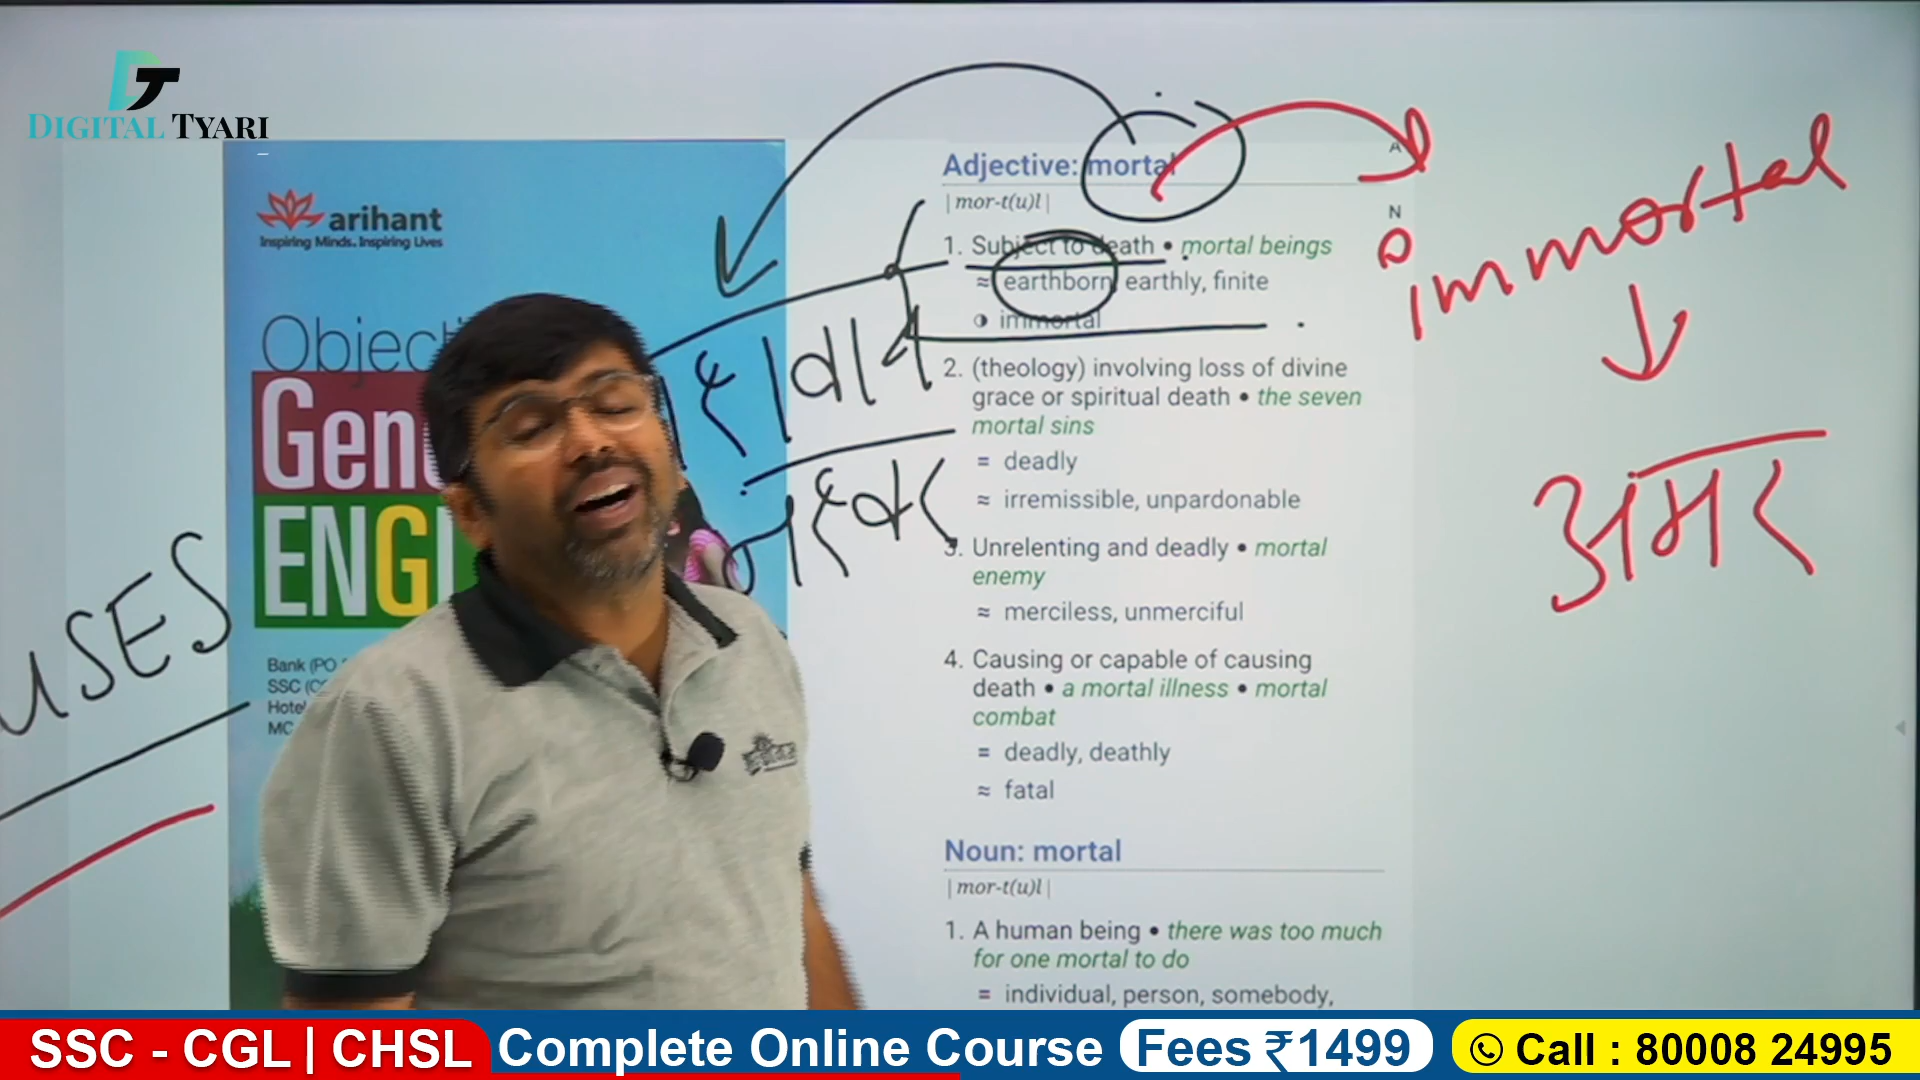 DIGITAL TYARI
arihant
Inspiring Minds. Inspiring Lives
Objec
Gen
ENGL
Bank (PO
SSC (C
Hotel
MC
USES
नश्वर
Adjective: mortal
|mor-t(u)l|
1. Subject to death • mortal beings
≈ earthborn, earthly, finite
◑ immortal
2. (theology) involving loss of divine
grace or spiritual death • the seven
mortal sins
= deadly
≈ irremissible, unpardonable
3. Unrelenting and deadly • mortal
enemy
≈ merciless, unmerciful
4. Causing or capable of causing
death • a mortal illness • mortal
combat
= deadly, deathly
≈ fatal
Noun: mortal
|mor-t(u)l|
1. A human being • there was too much
for one mortal to do
= individual, person, somebody,
A
N
immortal
अमर
SSC - CGL | CHSL Complete Online Course Fees ₹1499 Call : 80008 24995